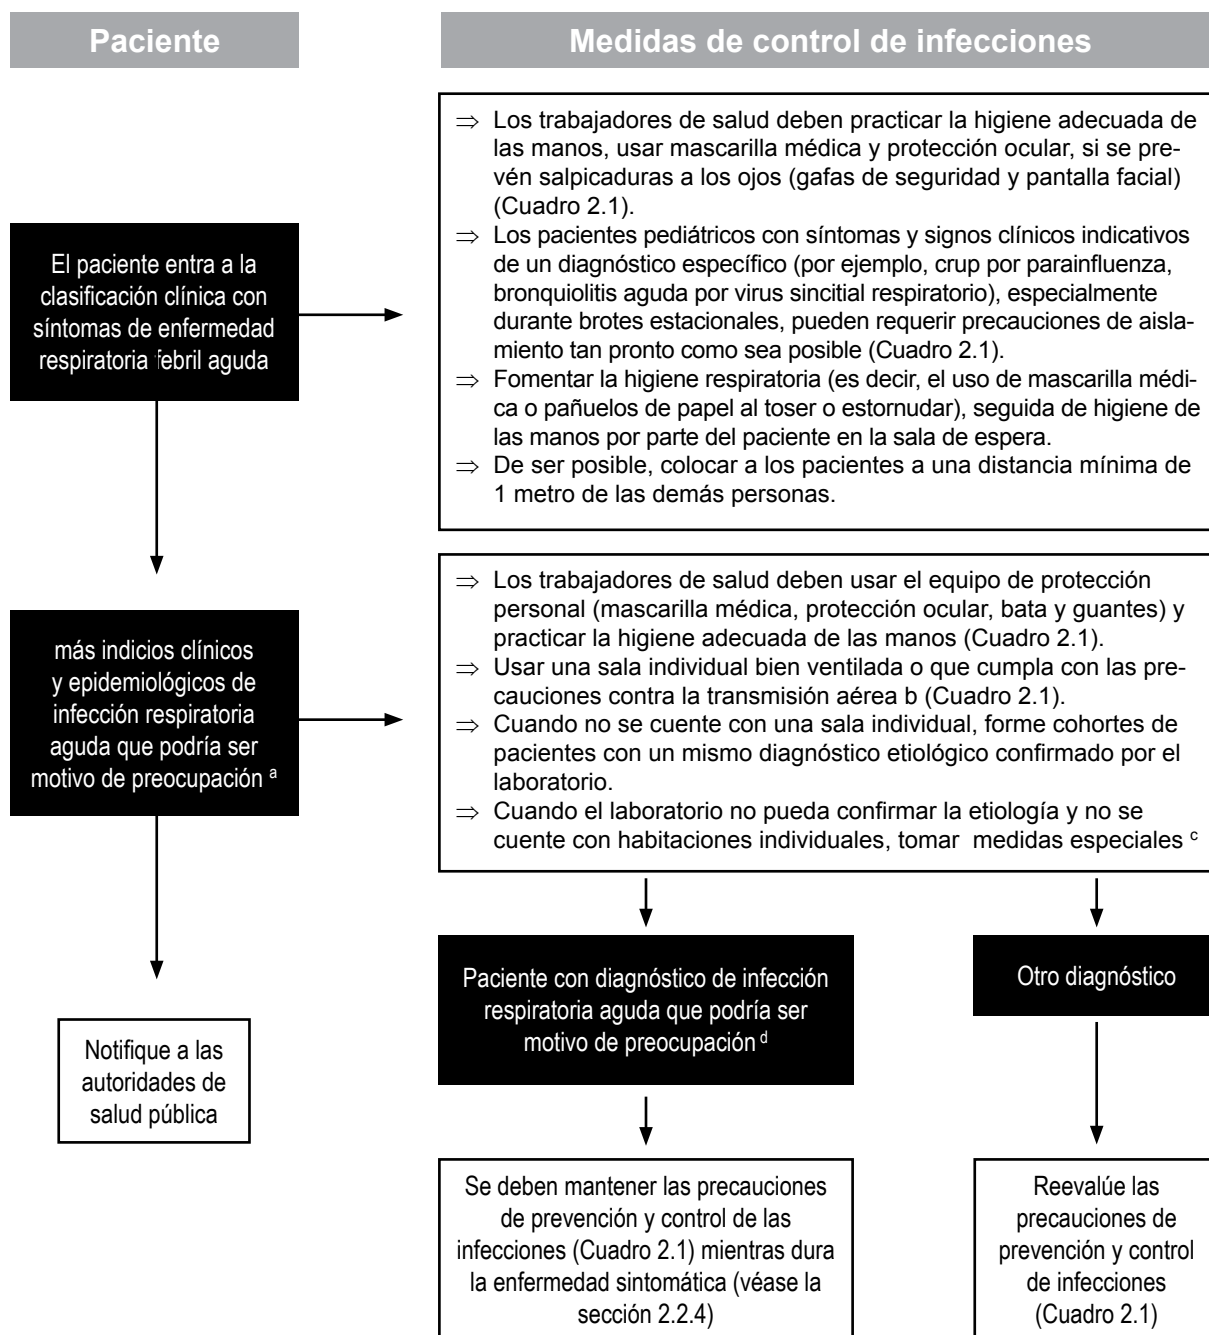 Paciente
Medidas de control de infecciones
El paciente entra a la
clasificación clínica con
síntomas de enfermedad
respiratoria febril aguda
⇒ Los trabajadores de salud deben practicar la higiene adecuada de
las manos, usar mascarilla médica y protección ocular, si se pre-
vén salpicaduras a los ojos (gafas de seguridad y pantalla facial)
(Cuadro 2.1).
⇒ Los pacientes pediátricos con síntomas y signos clínicos indicativos
de un diagnóstico específico (por ejemplo, crup por parainfluenza,
bronquiolitis aguda por virus sincitial respiratorio), especialmente
durante brotes estacionales, pueden requerir precauciones de aisla-
miento tan pronto como sea posible (Cuadro 2.1).
⇒ Fomentar la higiene respiratoria (es decir, el uso de mascarilla médi-
ca o pañuelos de papel al toser o estornudar), seguida de higiene de
las manos por parte del paciente en la sala de espera.
⇒ De ser posible, colocar a los pacientes a una distancia mínima de
1 metro de las demás personas.
más indicios clínicos
y epidemiológicos de
infección respiratoria
aguda que podría ser
motivo de preocupación a
⇒ Los trabajadores de salud deben usar el equipo de protección
personal (mascarilla médica, protección ocular, bata y guantes) y
practicar la higiene adecuada de las manos (Cuadro 2.1).
⇒ Usar una sala individual bien ventilada o que cumpla con las pre-
cauciones contra la transmisión aérea b (Cuadro 2.1).
⇒ Cuando no se cuente con una sala individual, forme cohortes de
pacientes con un mismo diagnóstico etiológico confirmado por el
laboratorio.
⇒ Cuando el laboratorio no pueda confirmar la etiología y no se
cuente con habitaciones individuales, tomar medidas especiales c
Notifique a las
autoridades de
salud pública
Paciente con diagnóstico de infección
respiratoria aguda que podría ser
motivo de preocupación d
Otro diagnóstico
Se deben mantener las precauciones
de prevención y control de las
infecciones (Cuadro 2.1) mientras dura
la enfermedad sintomática (véase la
sección 2.2.4)
Reevalúe las
precauciones de
prevención y control
de infecciones
(Cuadro 2.1)